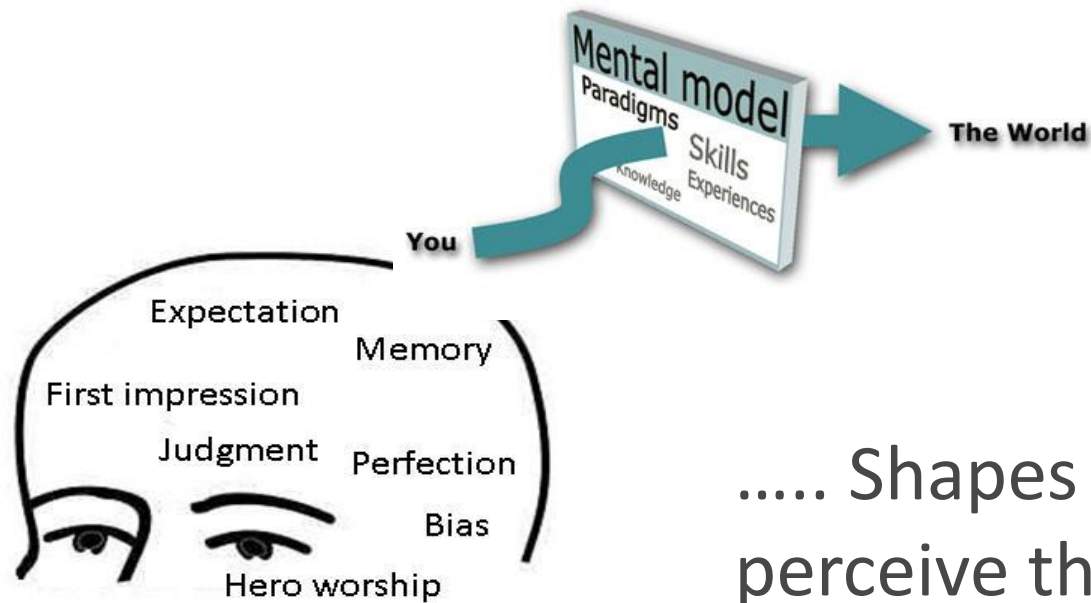 Mental model
Paradigms
Skills
Knowledge
Experiences
The World
You
Expectation
Memory
First impression
Judgment
Perfection
Bias
Hero worship
..... Shapes
perceive th